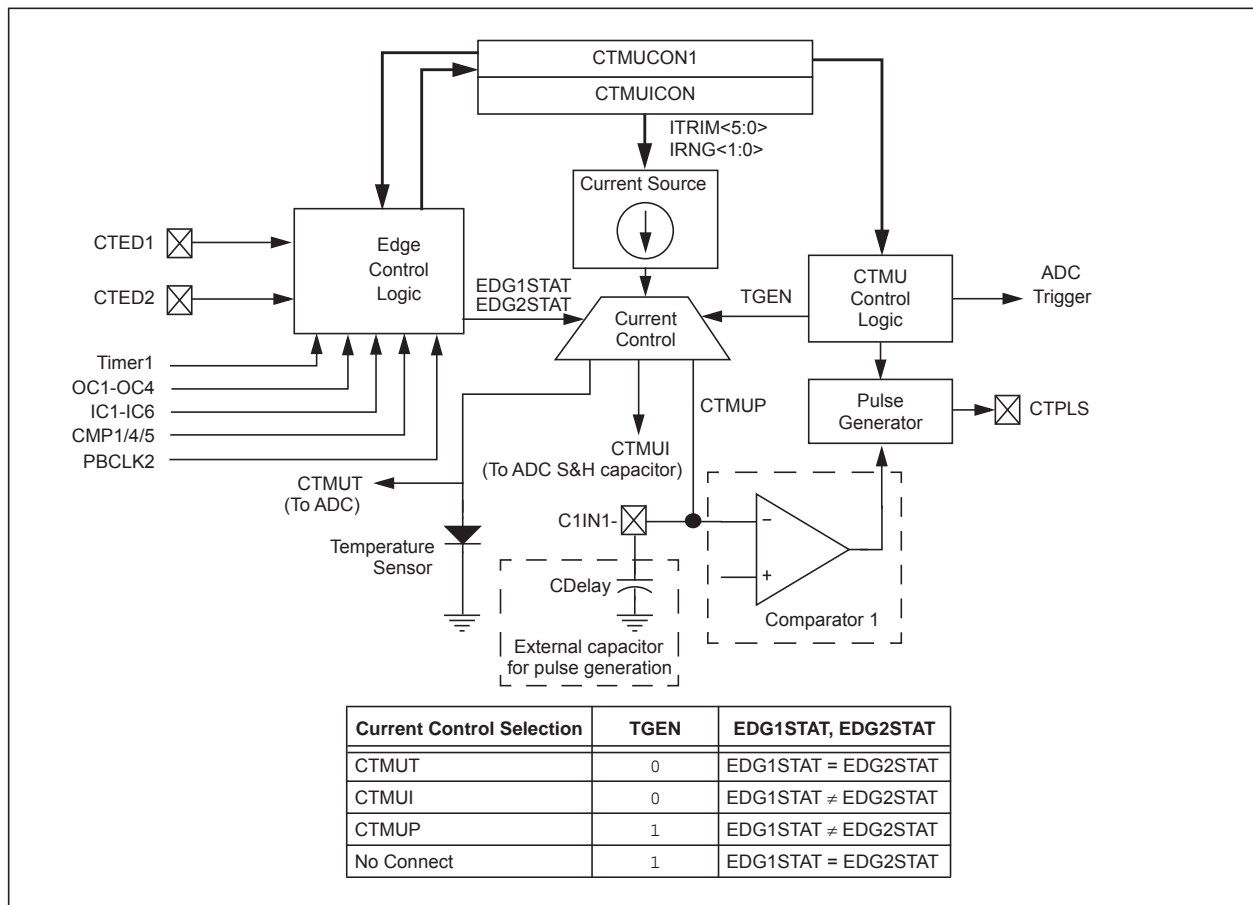 CTMUCON1
CTMUICON
ITRIM<5:0>
IRNG<1:0>
Current Source
CTED1
CTED2
Edge
Control
Logic
EDG1STAT
EDG2STAT
Current
Control
TGEN
CTMU
Control
Logic
ADC
Trigger
Timer1
OC1-OC4
IC1-IC6
CMP1/4/5
PBCLK2
CTMUP
Pulse
Generator
CTPLS
CTMUI
(To ADC S&H capacitor)
CTMUT
(To ADC)
C1IN1-
–
+
Temperature
Sensor
CDelay
Comparator 1
External capacitor
for pulse generation
Current Control Selection TGEN EDG1STAT, EDG2STAT
CTMUT 0 EDG1STAT = EDG2STAT
CTMUI 0 EDG1STAT ≠ EDG2STAT
CTMUP 1 EDG1STAT ≠ EDG2STAT
No Connect 1 EDG1STAT = EDG2STAT